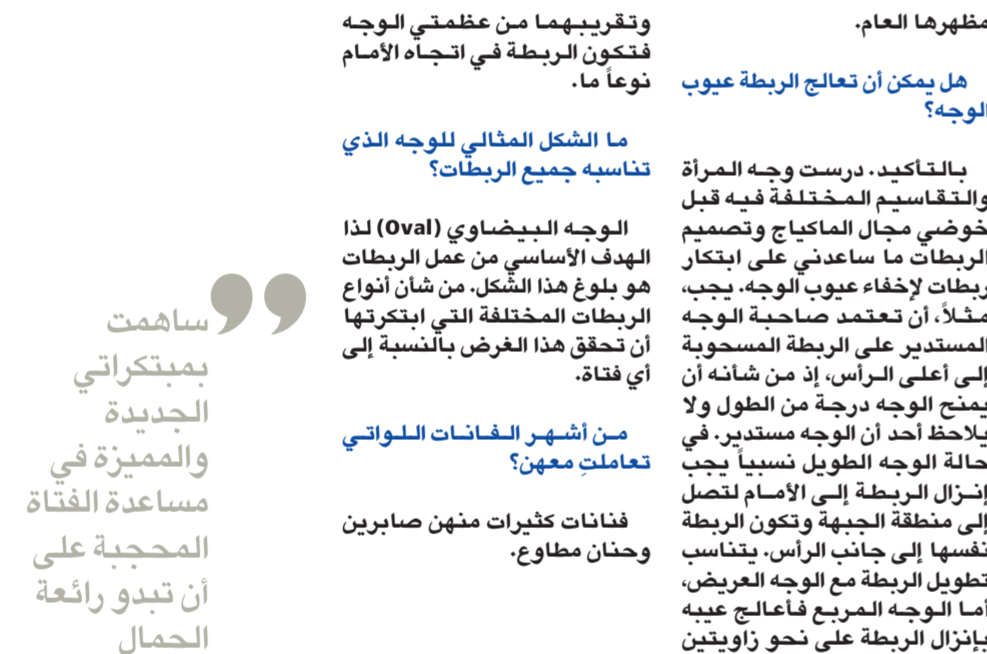 مظهرها العام.
هل يمكن أن تعالج الربطة عيوب
الوجه؟
بالتأكيد. درست وجه المرأة
والتقاسيم المختلفة فيه قبل
خوضي مجال الماكياج وتصميم
الربطات ما ساعدني على ابتكار
ربطات لإخفاء عيوب الوجه. يجب،
مثلاً، أن تعتمد صاحبة الوجه
المستدير على الربطة المسحوبة
إلى أعلى الرأس، إذ من شأنه أن
يمنح الوجه درجة من الطول ولا
يلاحظ أحد أن الوجه مستدير. في
حالة الوجه الطويل نسبياً يجب
إنزال الربطة إلى الأمام لتصل
إلى منطقة الجبهة وتكون الربطة
نفسها إلى جانب الرأس. يتناسب
تطويل الربطة مع الوجه العريض،
أما الوجه المربع فأعالج عيبه
بإنزال الربطة على نحو زاويتين
وتقريبهما من عظمتي الوجه
فتكون الربطة في اتجاه الأمام
نوعاً ما.
ما الشكل المثالي للوجه الذي
تناسبه جميع الربطات؟
الوجه البيضاوي (Oval) لذا
الهدف الأساسي من عمل الربطات
هو بلوغ هذا الشكل. من شأن أنواع
الربطات المختلفة التي ابتكرتها
أن تحقق هذا الغرض بالنسبة إلى
أي فتاة.
من أشهر الفانات اللواتي
تعاملتِ معهن؟
فنانات كثيرات منهن صابرين
وحنان مطاوع.
ساهمت
بمبتكراتي
الجديدة
والمميزة في
مساعدة الفتاة
المحجبة على
أن تبدو رائعة
الجمال